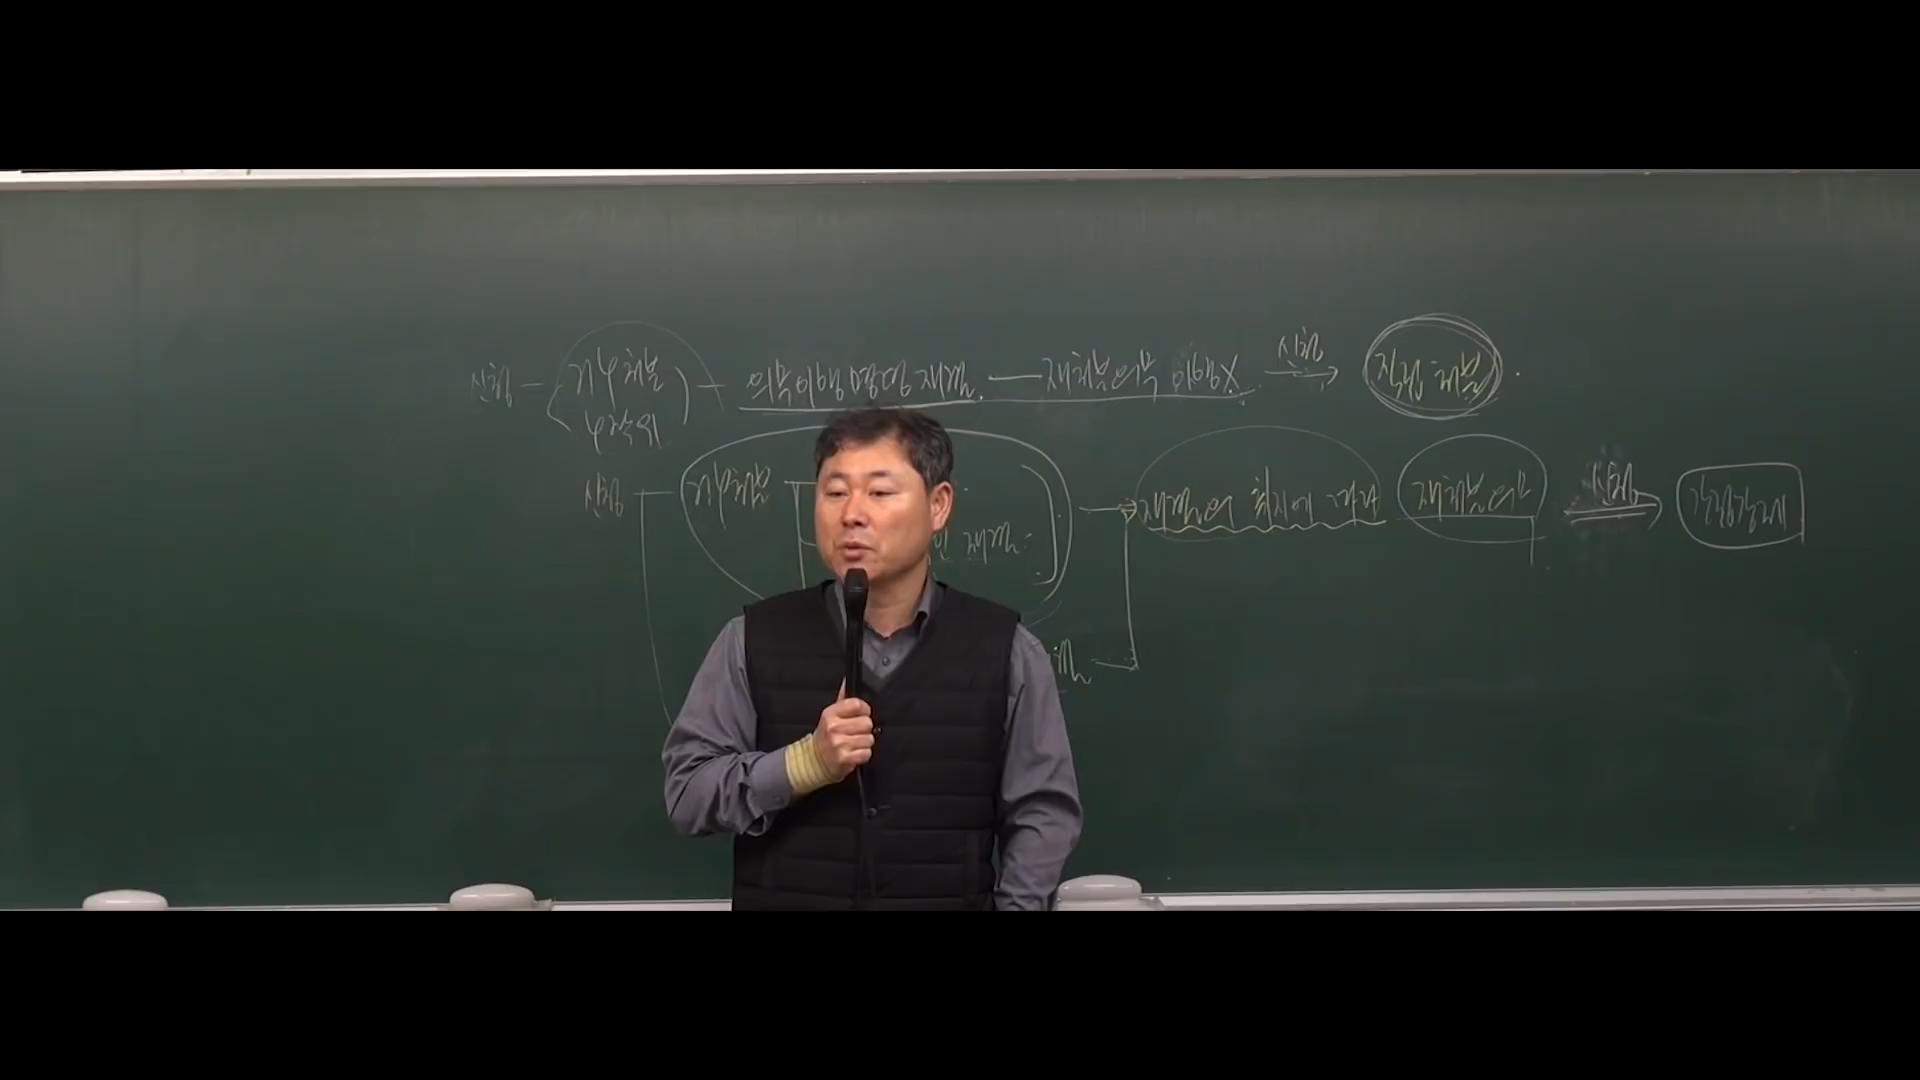 신청 - 거부처분 - 의무이행명령 재결. - 재처분의무 이행X 신청 → 직접 처분.
부작위
신청 거부처분 → 재결의 취지에 따라 재처분의무 신청 → 간접강제
재결